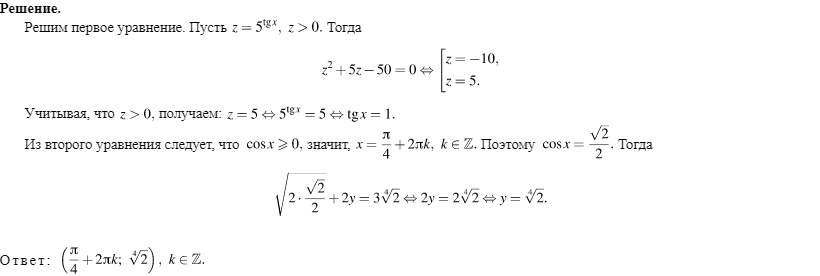 Решение.
Решим первое уравнение. Пусть z = 5^{tg x}, z > 0. Тогда
z² + 5z − 50 = 0 ⇔ [ z = −10, z = 5.
Учитывая, что z > 0, получаем: z = 5 ⇔ 5^{tg x} = 5 ⇔ tg x = 1.
Из второго уравнения следует, что cos x ⩾ 0, значит, x = π/4 + 2πk, k ∈ ℤ. Поэтому cos x = √2/2. Тогда
√(2 · √2/2) + 2y = 3∜2 ⇔ 2y = 2∜2 ⇔ y = ∜2.
Ответ: (π/4 + 2πk; ∜2), k ∈ ℤ.